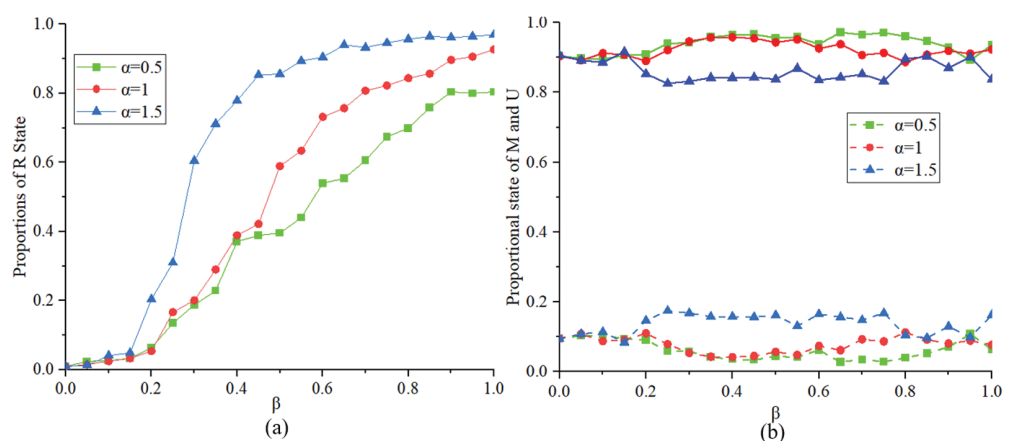 Proportions of R State
1.0
0.8
0.6
0.4
0.2
0.0
α=0.5
α=1
α=1.5
0.0 0.2 0.4 0.6 0.8 1.0
β
(a)
Proportional state of M and U
1.0
0.8
0.6
0.4
0.2
0.0
α=0.5
α=1
α=1.5
0.0 0.2 0.4 0.6 0.8 1.0
β
(b)